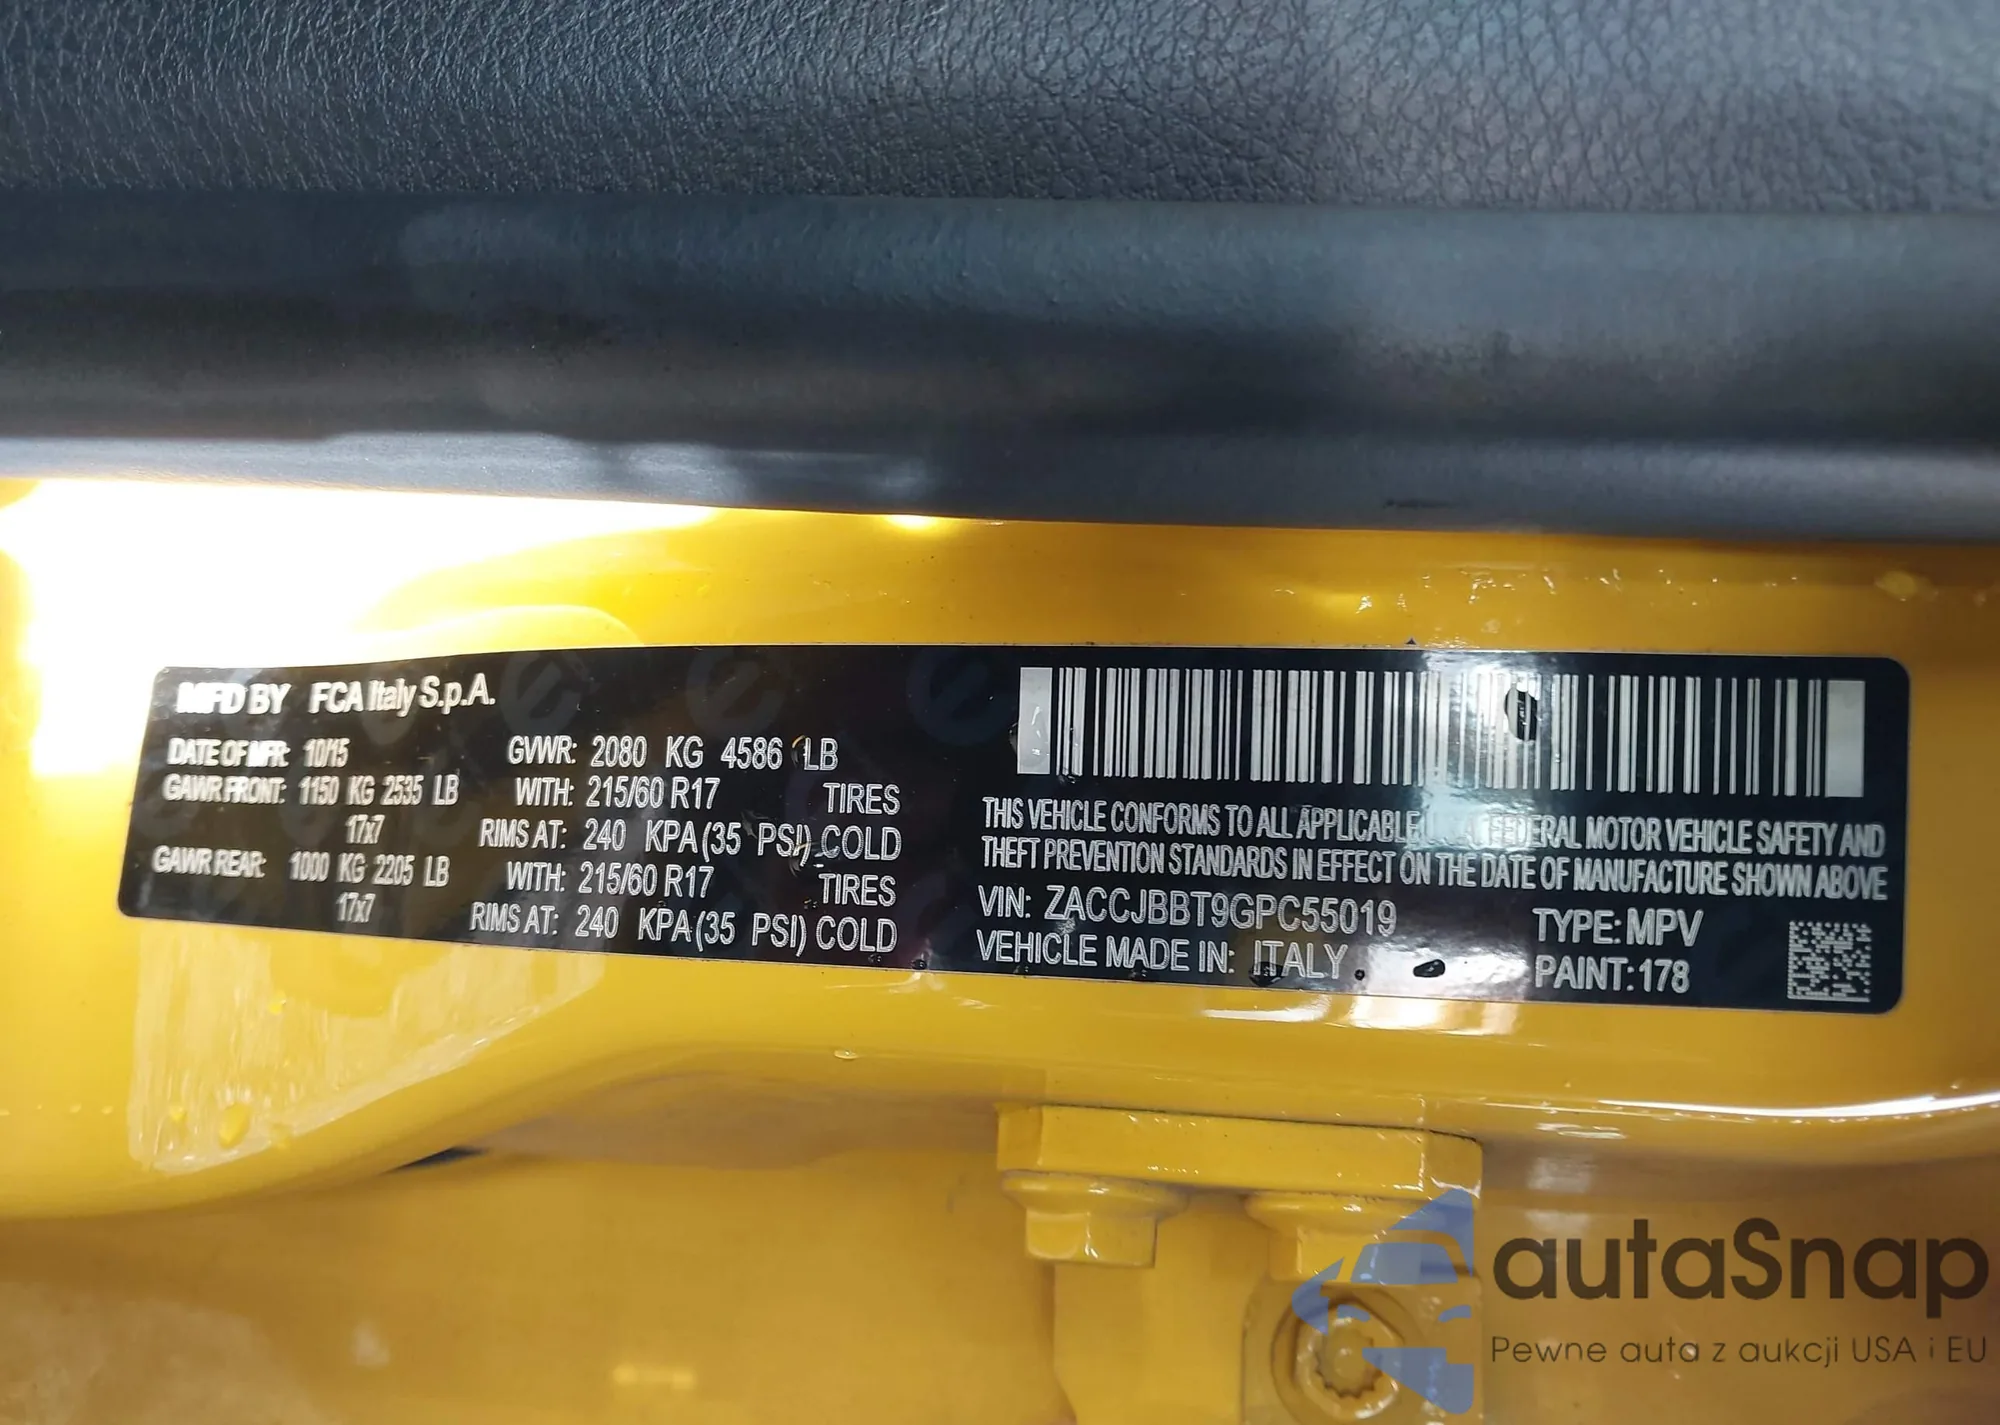 MFD BY FCA Italy S.p.A.
DATE OF MFR: 10/15 GVWR: 2080 KG 4586 LB
GAWR FRONT: 1150 KG 2535 LB WITH: 215/60 R17 TIRES
17x7 RIMS AT: 240 KPA (35 PSI) COLD
GAWR REAR: 1000 KG 2205 LB WITH: 215/60 R17 TIRES
17x7 RIMS AT: 240 KPA (35 PSI) COLD
THIS VEHICLE CONFORMS TO ALL APPLICABLE FEDERAL MOTOR VEHICLE SAFETY AND
THEFT PREVENTION STANDARDS IN EFFECT ON THE DATE OF MANUFACTURE SHOWN ABOVE
VIN: ZACCJBBT9GPC55019 TYPE: MPV
VEHICLE MADE IN: ITALY PAINT: 178
autaSnap
Pewne auta z aukcji USA i EU